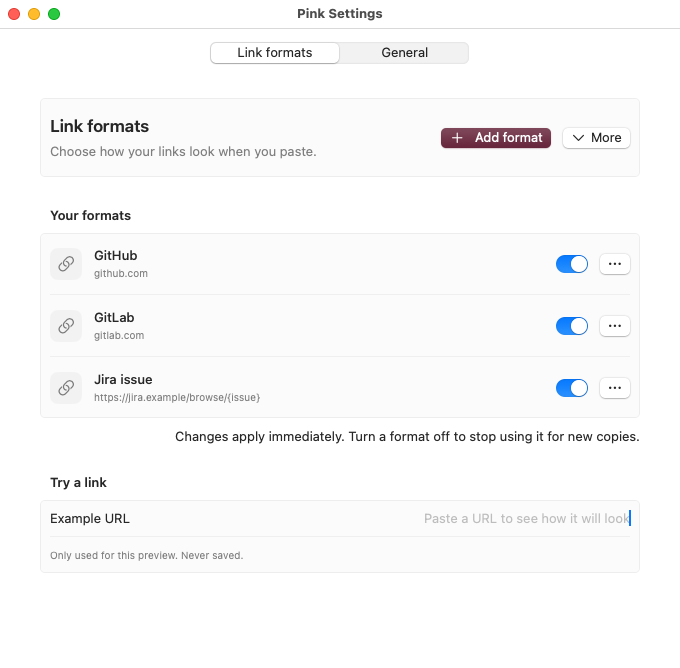 Pink Settings
Link formats
General
Link formats
Choose how your links look when you paste.
+ Add format
More
Your formats
GitHub
github.com
GitLab
gitlab.com
Jira issue
https://jira.example/browse/{issue}
Changes apply immediately. Turn a format off to stop using it for new copies.
Try a link
Example URL
Paste a URL to see how it will look
Only used for this preview. Never saved.